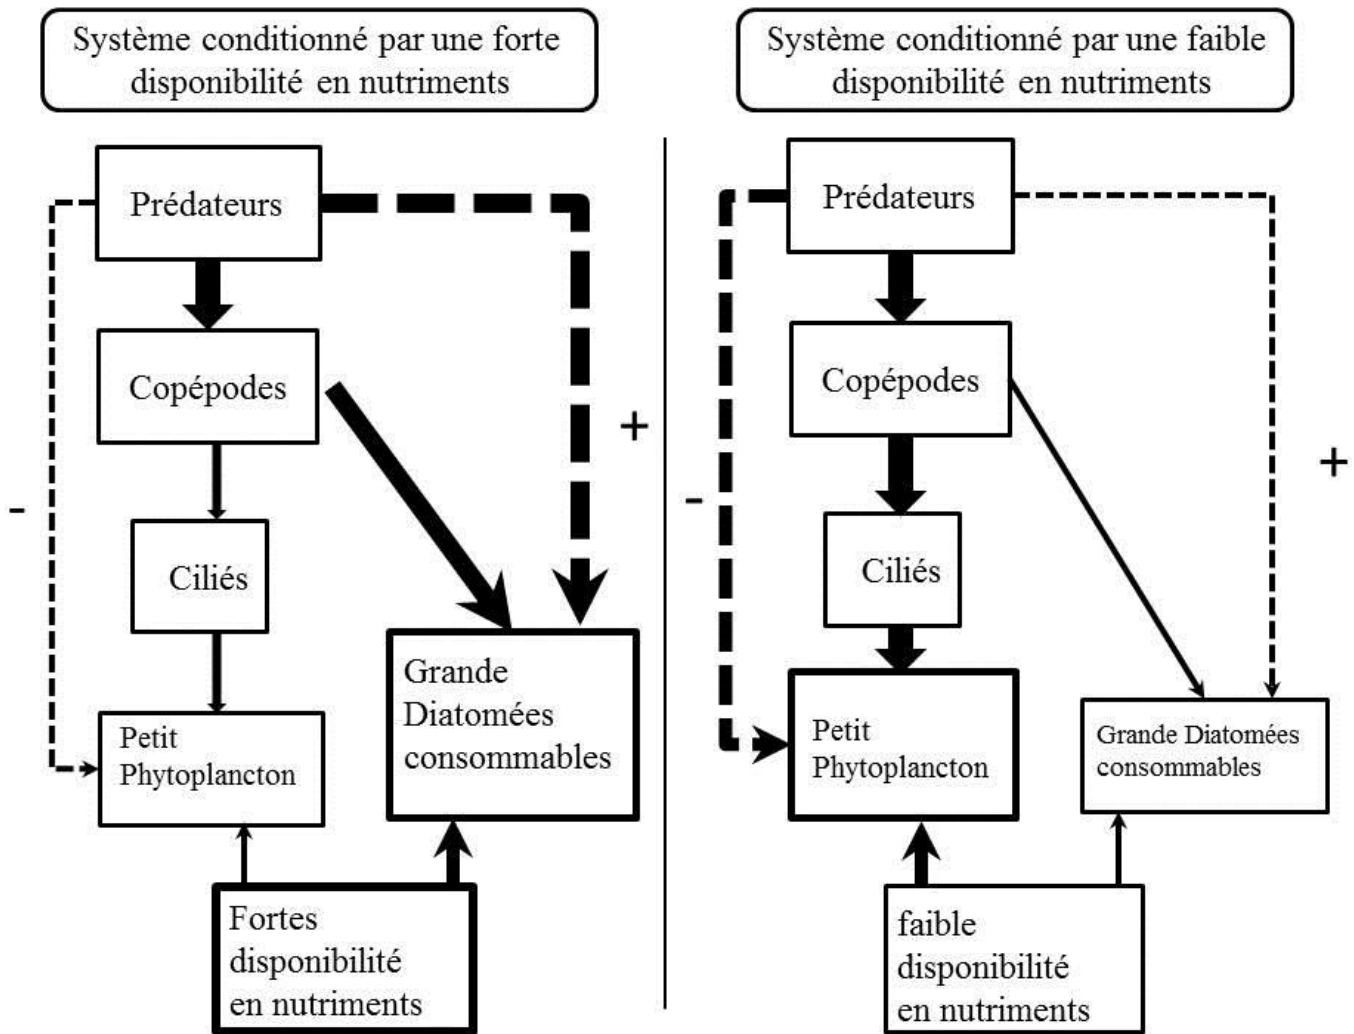 Système conditionné par une forte
disponibilité en nutriments
Prédateurs
Copépodes
+
-
Ciliés
Grande
Diatomées
consommables
Petit
Phytoplancton
Fortes
disponibilité
en nutriments
Système conditionné par une faible
disponibilité en nutriments
Prédateurs
Copépodes
+
-
Ciliés
Petit
Phytoplancton
Grande Diatomées
consommables
faible
disponibilité
en nutriments